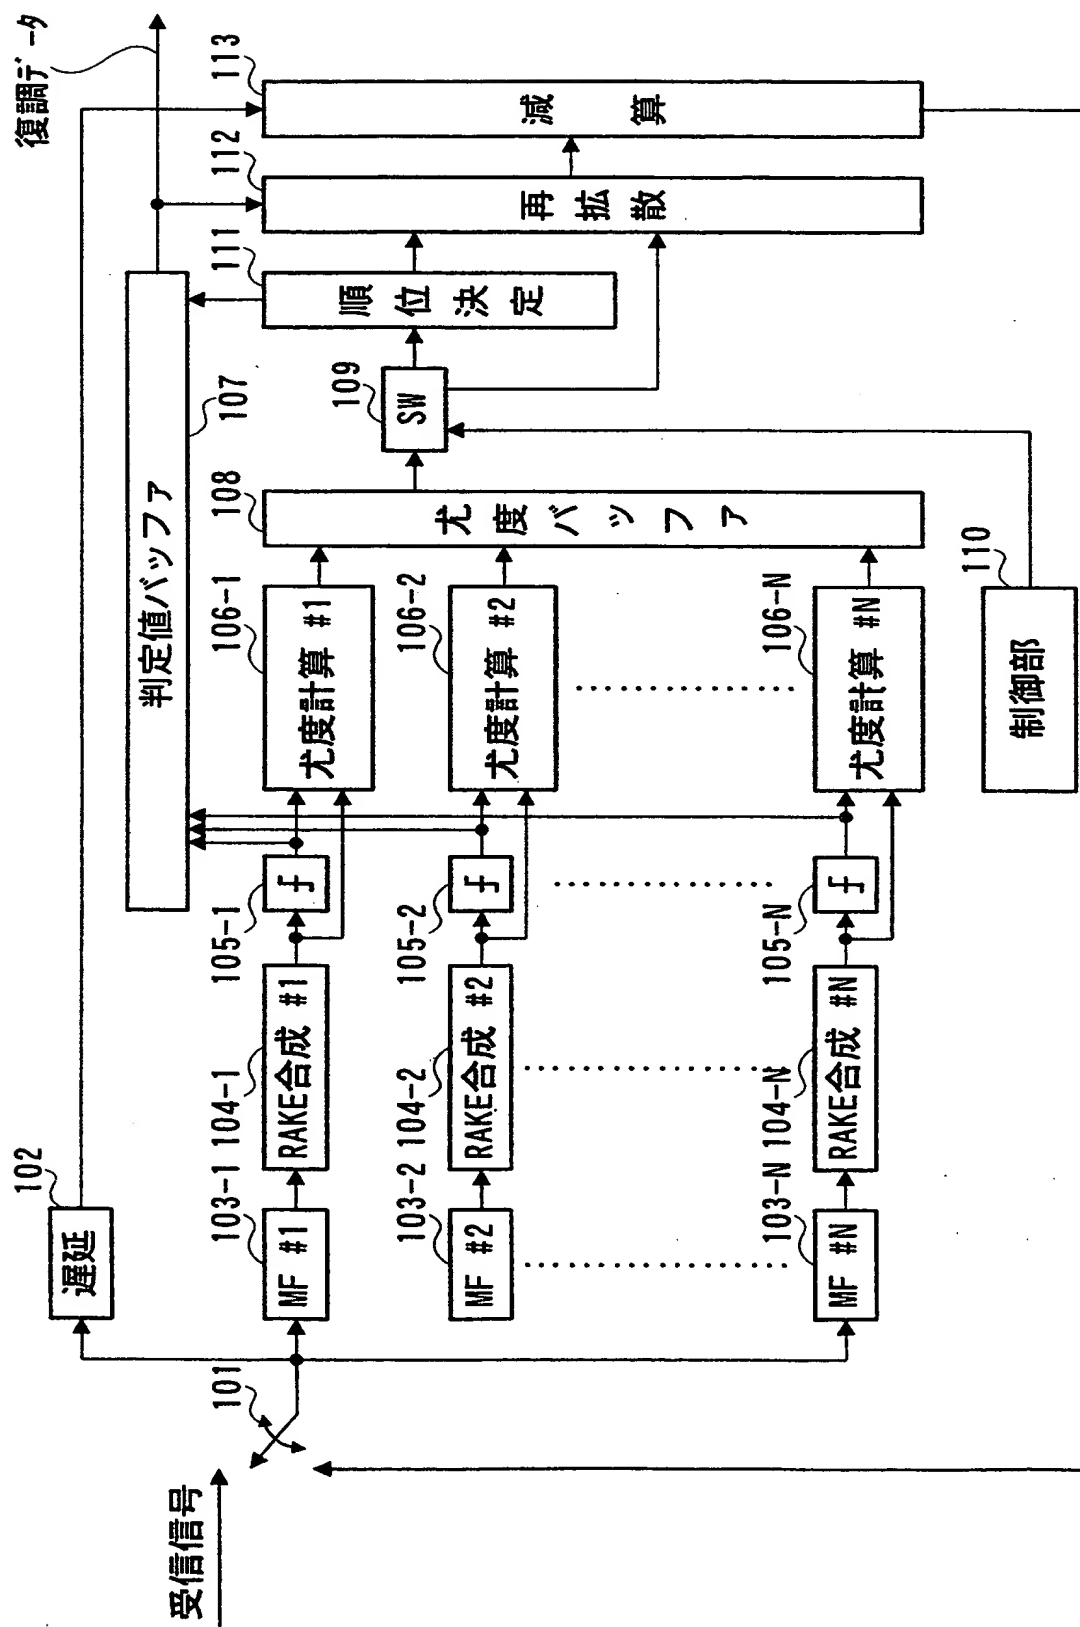 受信信号
101
遅延
102
MF #1
103-1
RAKE合成 #1
104-1
105-1
尤度計算 #1
106-1
MF #2
103-2
RAKE合成 #2
104-2
105-2
尤度計算 #2
106-2
MF #N
103-N
RAKE合成 #N
104-N
105-N
尤度計算 #N
106-N
判定値バッファ
107
尤度バッファ
108
SW
109
制御部
110
順位決定
111
再拡散
112
減算
113
復調データ